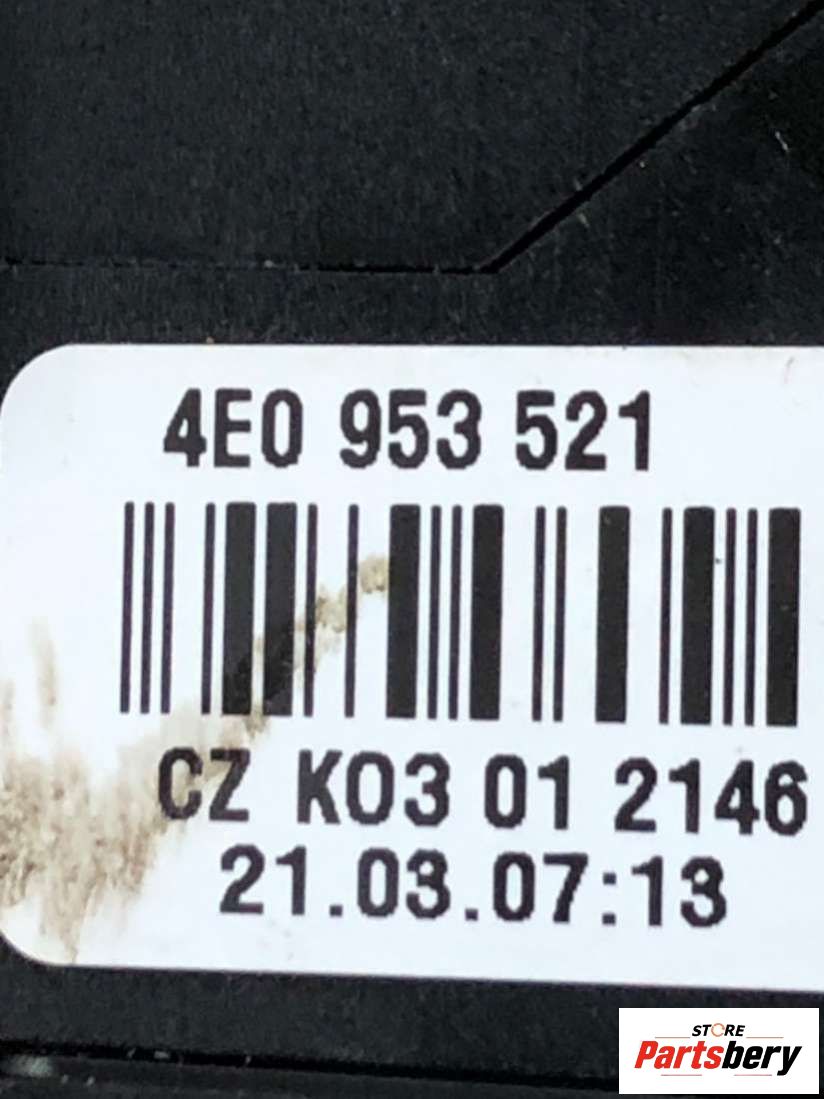 4E0 953 521
CZ K03 01 2146
21.03.07:13
STORE
Partsbery